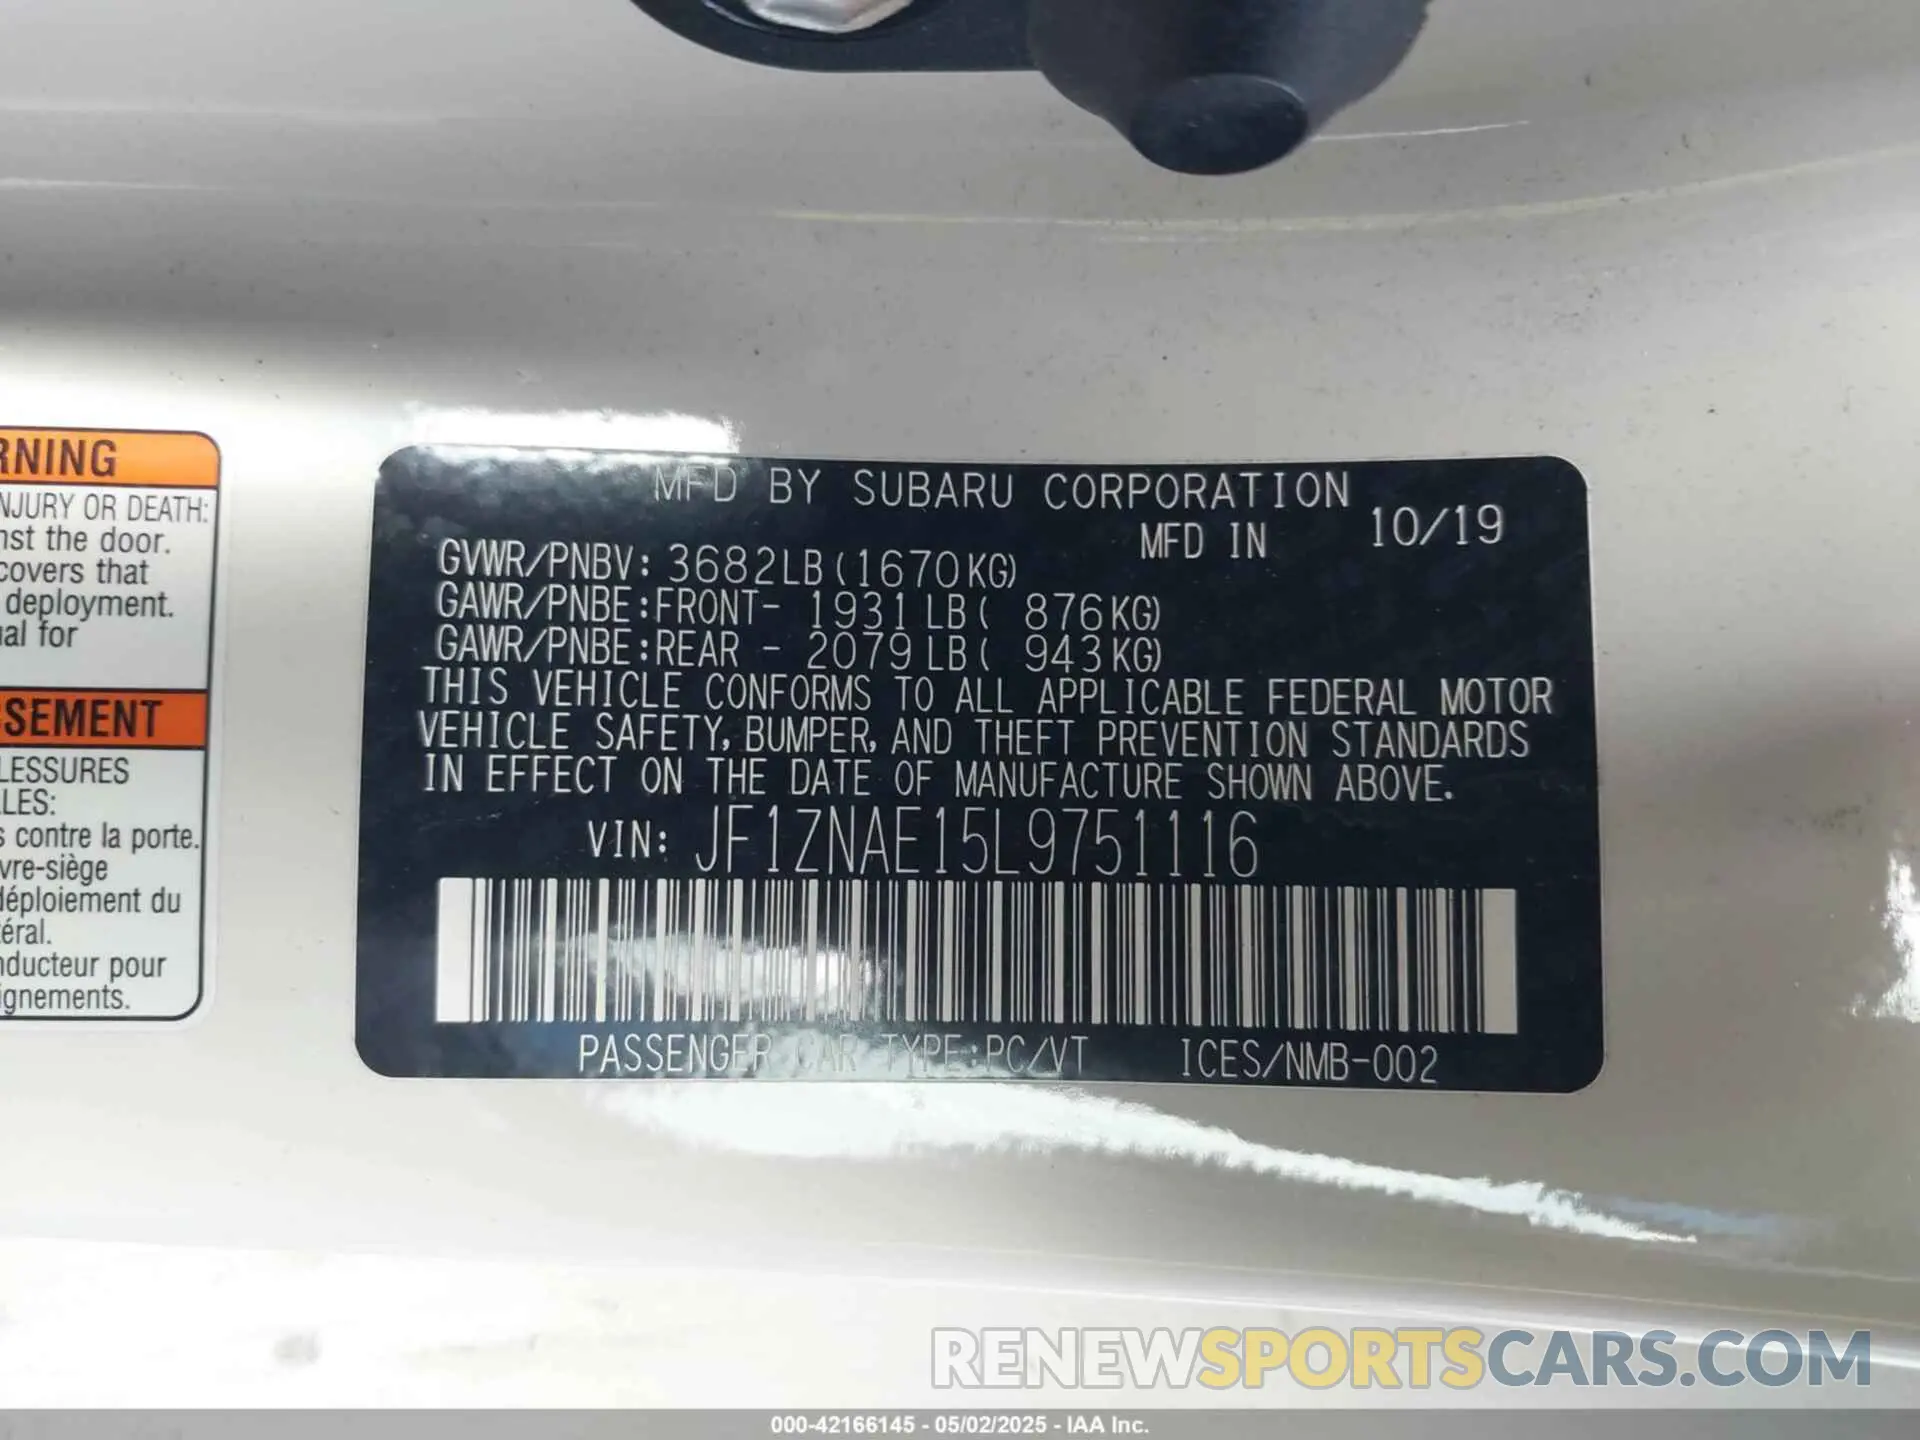 RNING
NJURY OR DEATH:
nst the door.
covers that
deployment.
al for
SEMENT
LESSURES
LES:
s contre la porte.
vre-siège
déploiement du
éral.
nducteur pour
ignements.
MFD BY SUBARU CORPORATION
MFD IN 10/19
GVWR/PNBV: 3682LB(1670KG)
GAWR/PNBE:FRONT- 1931LB( 876KG)
GAWR/PNBE:REAR - 2079LB( 943KG)
THIS VEHICLE CONFORMS TO ALL APPLICABLE FEDERAL MOTOR
VEHICLE SAFETY, BUMPER, AND THEFT PREVENTION STANDARDS
IN EFFECT ON THE DATE OF MANUFACTURE SHOWN ABOVE.
VIN: JF1ZNAE15L9751116
PASSENGER CAR TYPE:PC/VT ICES/NMB-002
RENEWSPORTSCARS.COM
000-42166145 - 05/02/2025 - IAA Inc.